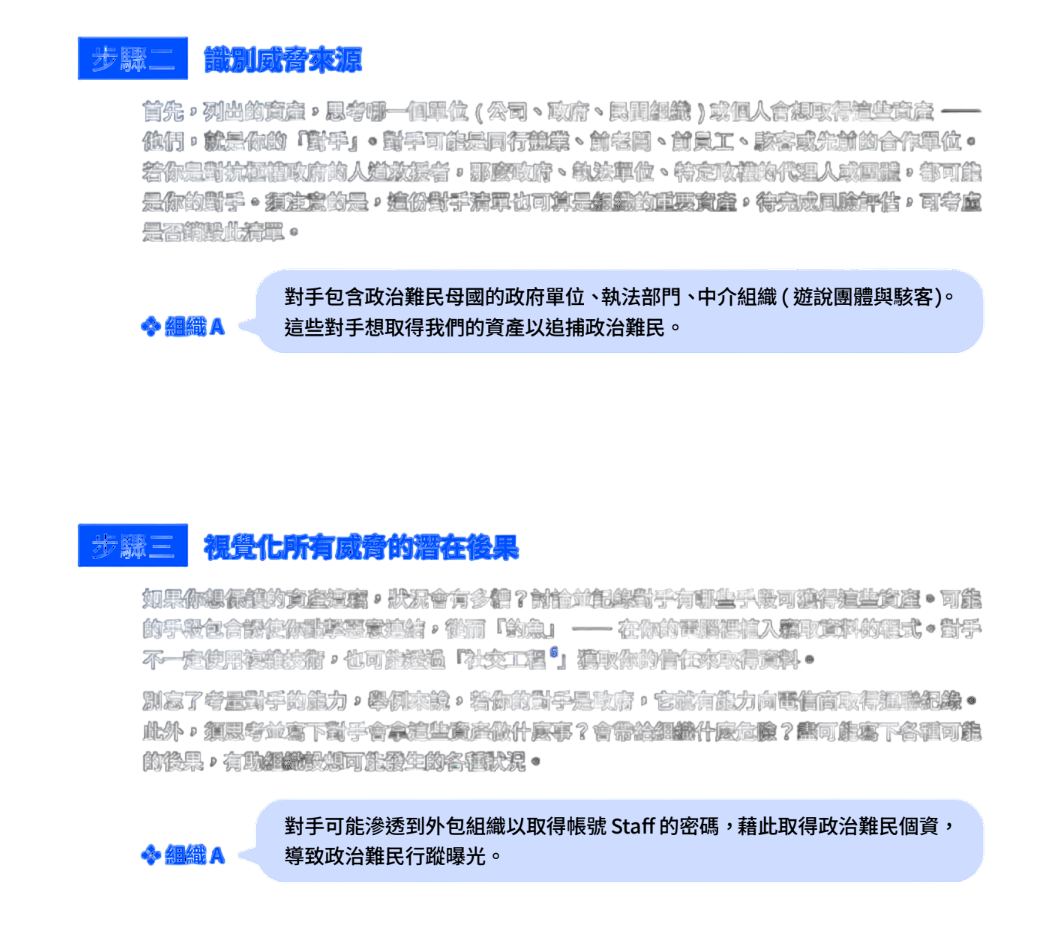 步驟二 識別威脅來源
首先，列出的資產，思考哪一個單位 ( 公司、政府、民間組織 ) 或個人會想取得這些資產 ——
他們，就是你的「對手」。對手可能是同行競業、前老闆、前員工、駭客或先前的合作單位。
若你是對抗極權政府的人道救援者，那麼政府、執法單位、特定政權的代理人或團體，都可能
是你的對手。須注意的是，這份對手清單也可算是組織的重要資產，待完成風險評估，可考慮
是否銷毀此清單。
組織 A
對手包含政治難民母國的政府單位、執法部門、中介組織 ( 遊說團體與駭客)。
這些對手想取得我們的資產以追捕政治難民。
步驟三 視覺化所有威脅的潛在後果
如果你想保護的資產遭竊，狀況會有多糟？討論並記錄對手有哪些手段可獲得這些資產。可能
的手段包含誘使你點擊惡意連結，從而「釣魚」 —— 在你的電腦裡植入竊取資料的程式。對手
不一定使用複雜技術，也可能透過「社交工程6」獲取你的信任來取得資料。
別忘了考量對手的能力，舉例來說，若你的對手是政府，它就有能力向電信商取得通聯紀錄。
此外，須思考並寫下對手會拿這些資產做什麼事？會帶給組織什麼危險？盡可能寫下各種可能
的後果，有助組織設想可能發生的各種狀況。
組織 A
對手可能滲透到外包組織以取得帳號 Staff 的密碼，藉此取得政治難民個資，
導致政治難民行蹤曝光。